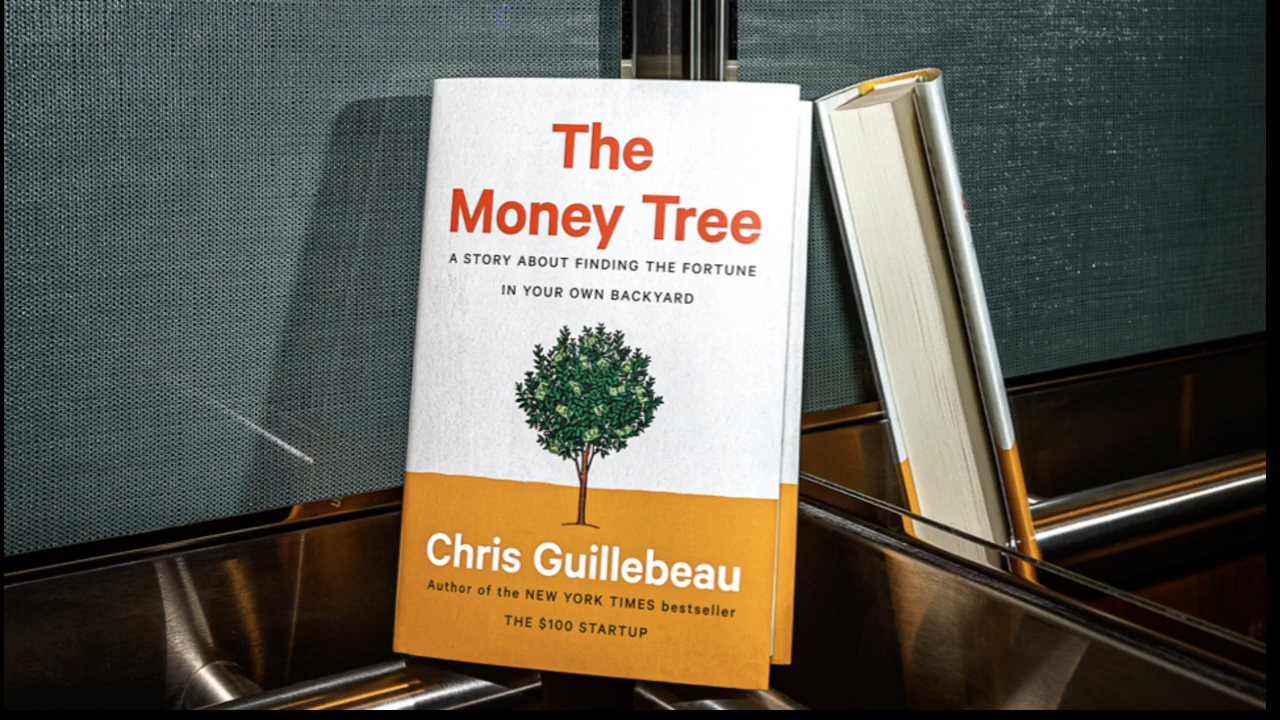 The
Money Tree
A STORY ABOUT FINDING THE FORTUNE
IN YOUR OWN BACKYARD
Chris Guillebeau
Author of the NEW YORK TIMES bestseller
THE $100 STARTUP